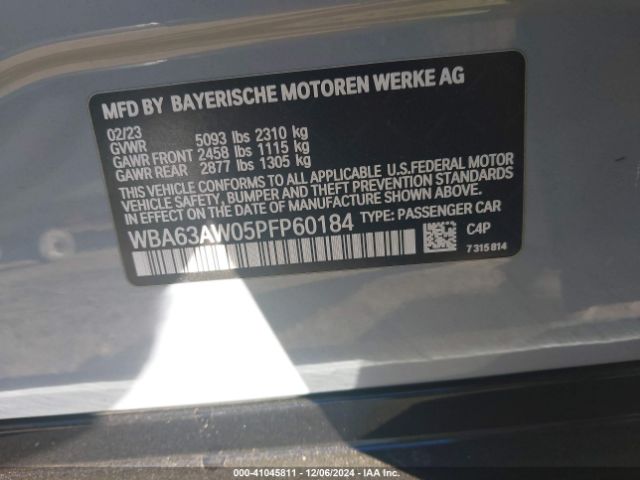 MFD BY BAYERISCHE MOTOREN WERKE AG
02/23
GVWR 5093 lbs 2310 kg
GAWR FRONT 2458 lbs 1115 kg
GAWR REAR 2877 lbs 1305 kg
THIS VEHICLE CONFORMS TO ALL APPLICABLE U.S.FEDERAL MOTOR
VEHICLE SAFETY, BUMPER AND THEFT PREVENTION STANDARDS
IN EFFECT ON THE DATE OF MANUFACTURE SHOWN ABOVE.
WBA63AW05PFP60184 TYPE: PASSENGER CAR
C4P
7315814
000-41045811 - 12/06/2024 - IAA Inc.